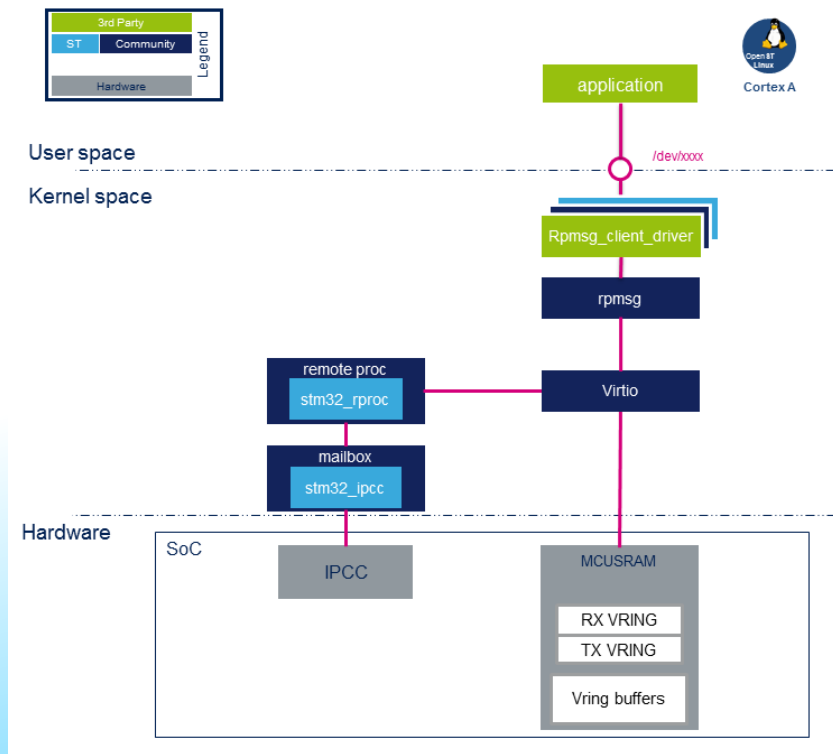 3rd Party
ST
Community
Legend
Hardware
Open ST
Linux
Cortex A
application
User space
/dev/xxxx
Kernel space
Rpmsg_client_driver
rpmsg
remote proc
stm32_rproc
Virtio
mailbox
stm32_ipcc
Hardware
SoC
IPCC
MCUSRAM
RX VRING
TX VRING
Vring buffers